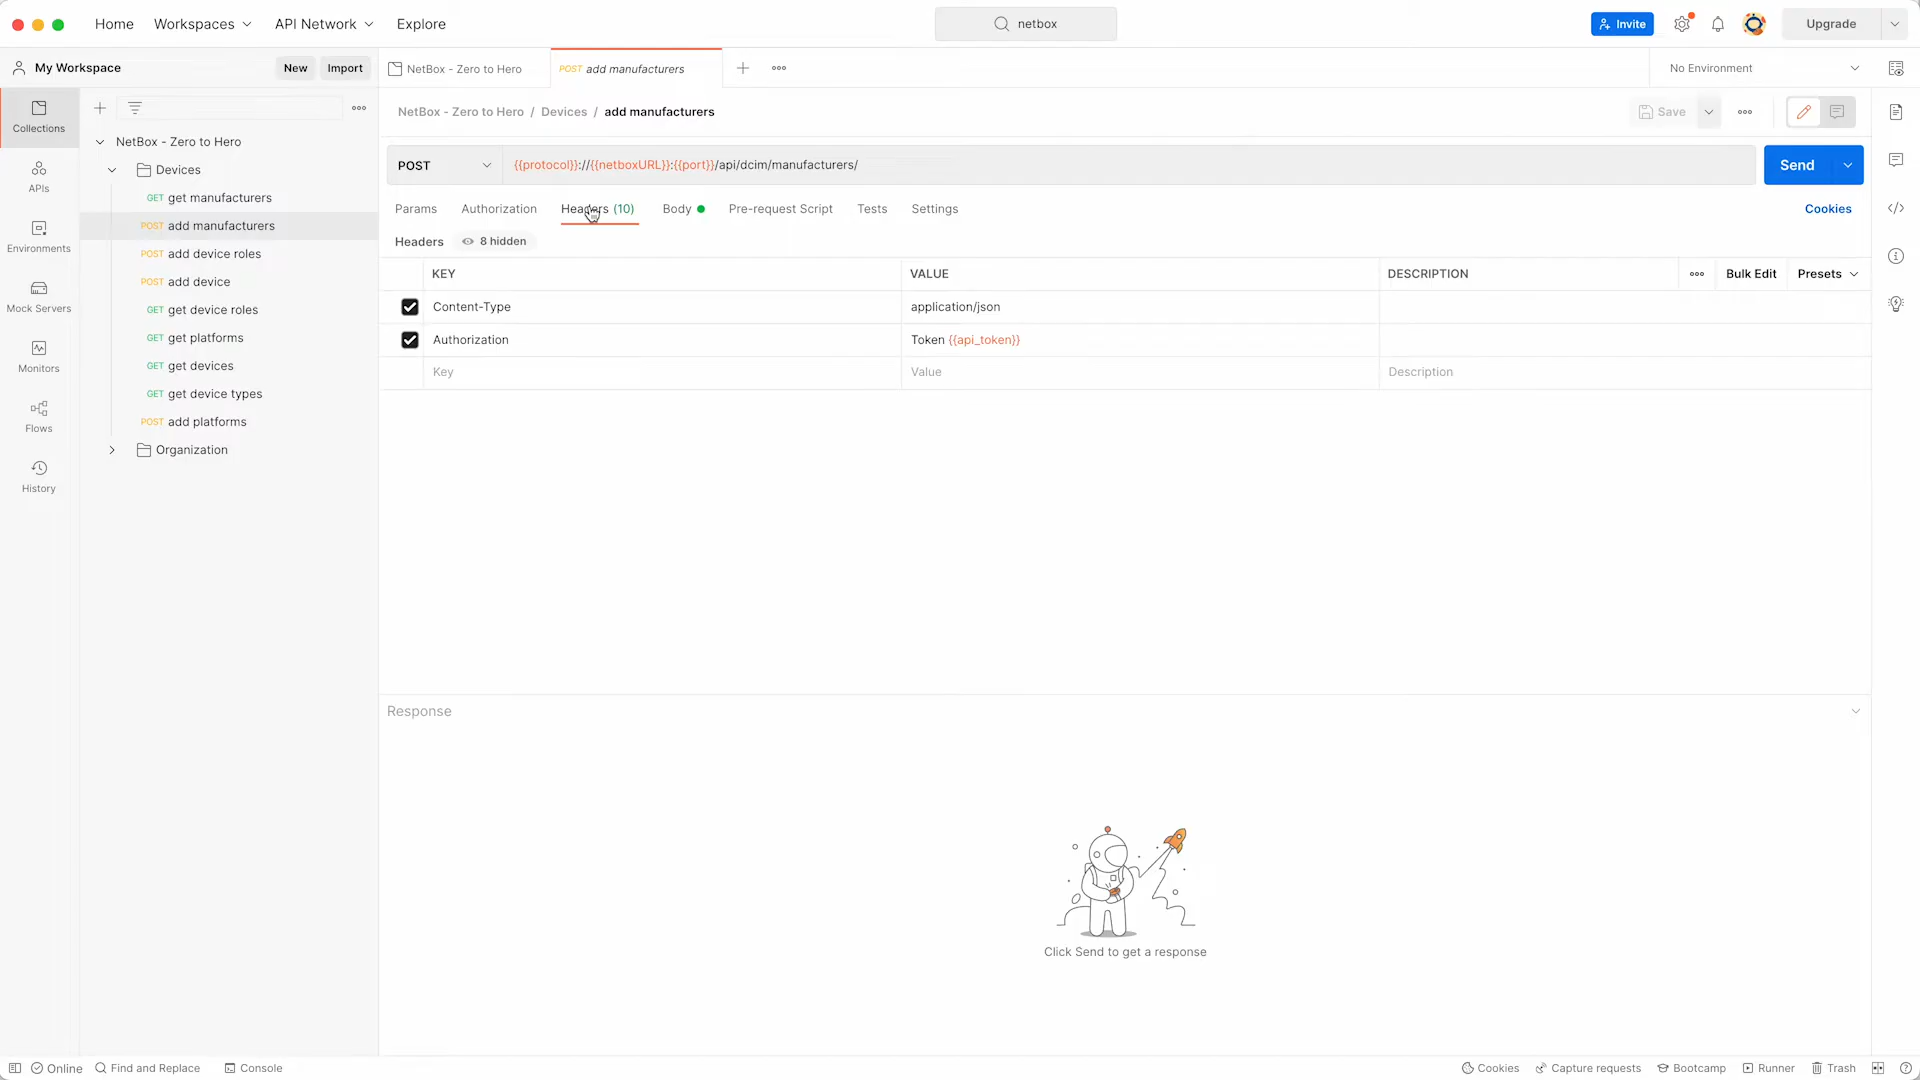 Home Workspaces API Network Explore netbox Invite Upgrade
My Workspace New Import NetBox - Zero to Hero POST add manufacturers No Environment
NetBox - Zero to Hero / Devices / add manufacturers Save
Collections
APIs
Environments
Mock Servers
Monitors
Flows
History
NetBox - Zero to Hero
Devices
GET get manufacturers
POST add manufacturers
POST add device roles
POST add device
GET get device roles
GET get platforms
GET get devices
GET get device types
POST add platforms
Organization
POST {{protocol}}://{{netboxURL}}:{{port}}/api/dcim/manufacturers/ Send
Params Authorization Headers (10) Body Pre-request Script Tests Settings Cookies
Headers 8 hidden
KEY VALUE DESCRIPTION Bulk Edit Presets
Content-Type application/json
Authorization Token {{api_token}}
Key Value Description
Response
Click Send to get a response
Online Find and Replace Console Cookies Capture requests Bootcamp Runner Trash